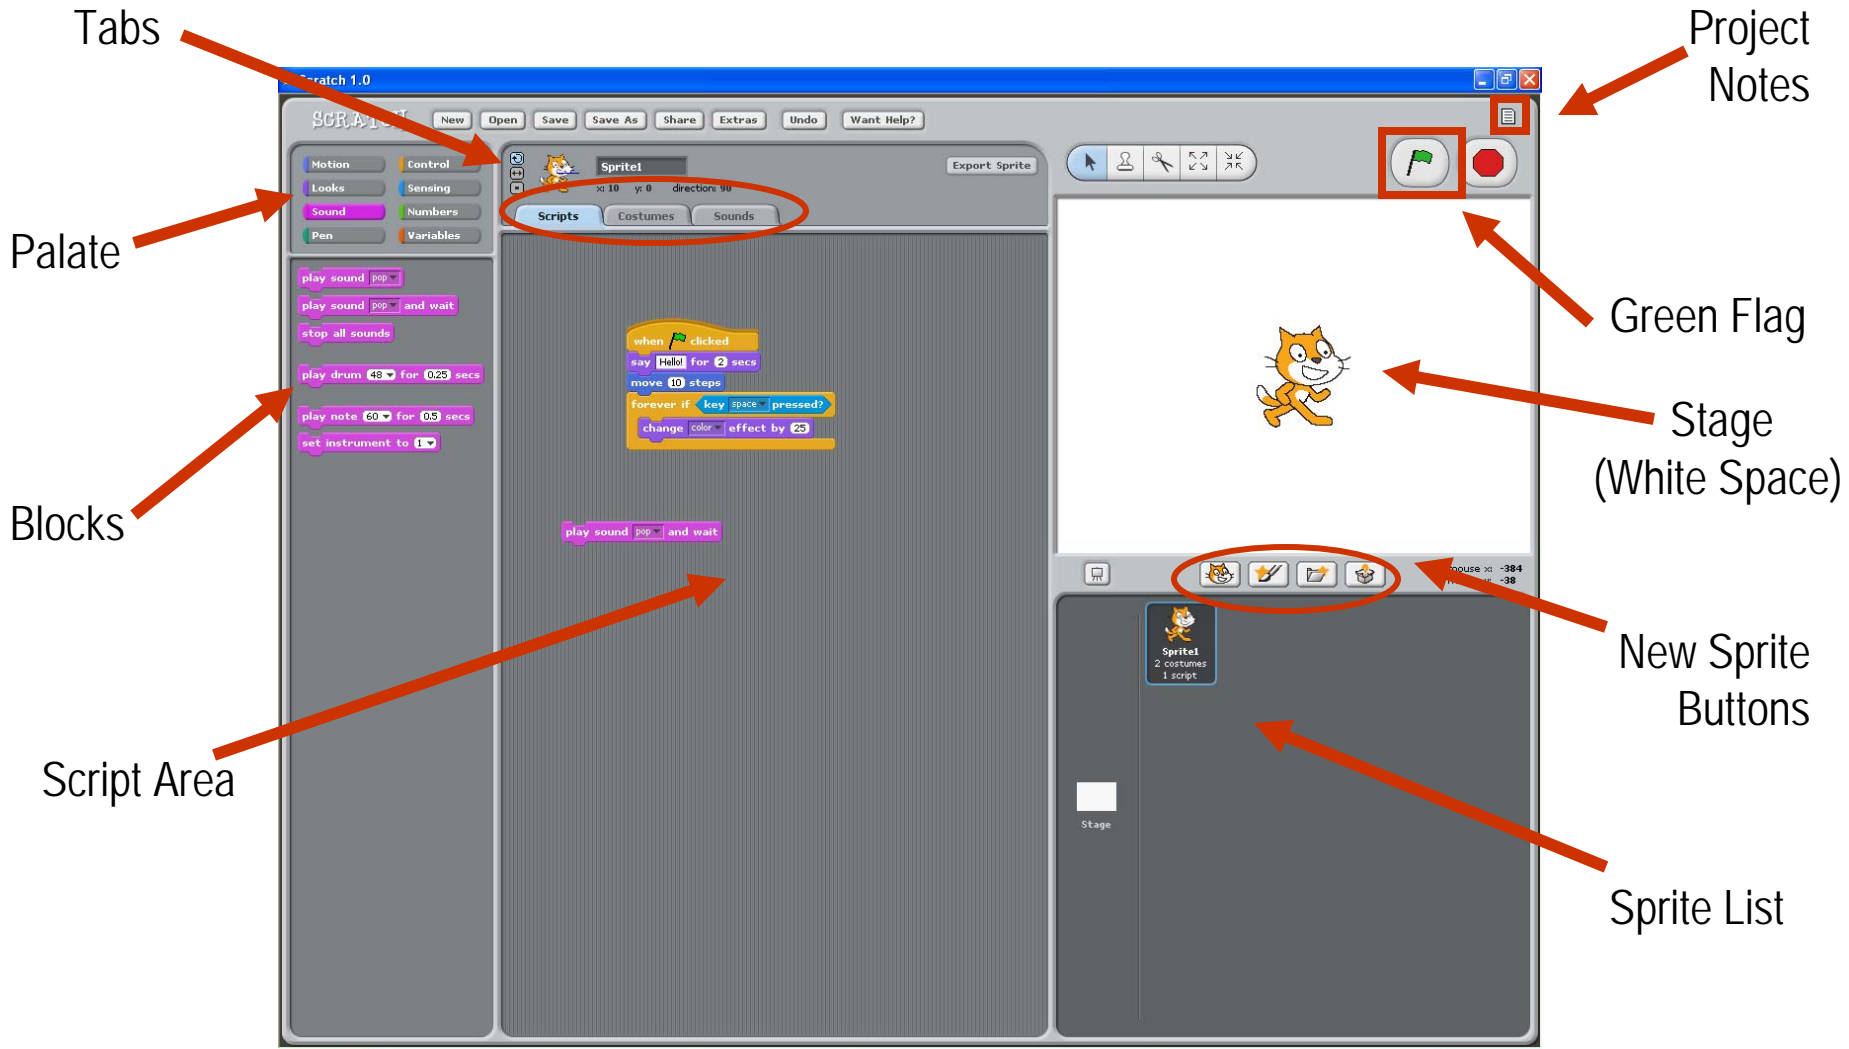 Tabs
Project
Notes
Scratch 1.0
SCRATCH
New Open Save Save As Share Extras Undo Want Help?
Motion Control
Looks Sensing
Sound Numbers
Pen Variables
Sprite1
Export Sprite
x: 10 y: 0 direction: 90
Scripts Costumes Sounds
Palate
play sound pop
play sound pop and wait
stop all sounds
play drum 48 for 0.25 secs
play note 60 for 0.5 secs
set instrument to 1
Blocks
when clicked
say Hello! for 2 secs
move 10 steps
forever if key space pressed?
change color effect by 25
play sound pop and wait
Script Area
Green Flag
Stage
(White Space)
mouse x: -384
-38
New Sprite
Buttons
Sprite1
2 costumes
1 script
Stage
Sprite List